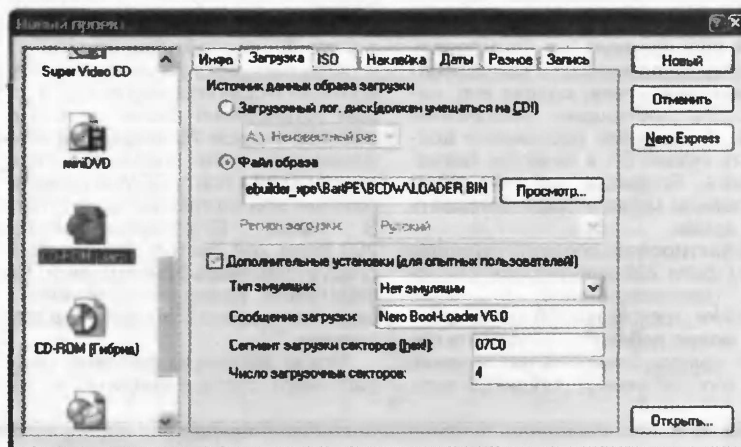 Новый проект
Super Video CD
miniDVD
CD-ROM (Гибрид)
Инфо Загрузка ISO Наклейка Даты Разное Запись
Источник данных образа загрузки
Загрузочный лог. диск(должен умещаться на CD!)
A:\ Неизвестный раз
Файл образа
ebuilder_xpe\BartPE\BCDW\LOADER.BIN Просмотр...
Регион загрузки: Русский
Дополнительные установки (для опытных пользователей!)
Тип эмуляции: Нет эмуляции
Сообщение загрузки: Nero Boot-Loader V6.0
Сегмент загрузки секторов (hex): 07C0
Число загрузочных секторов: 4
Новый
Отменить
Nero Express
Открыть...